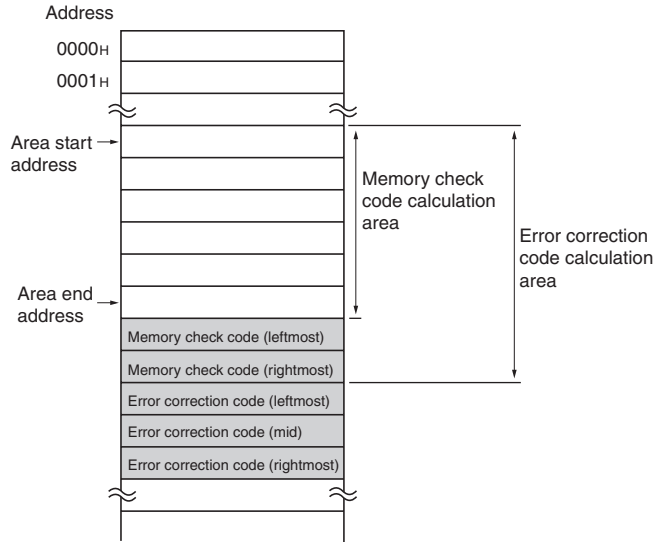 Address
0000H
0001H
Area start
address
Memory check
code calculation
area
Error correction
code calculation
area
Area end
address
Memory check code (leftmost)
Memory check code (rightmost)
Error correction code (leftmost)
Error correction code (mid)
Error correction code (rightmost)